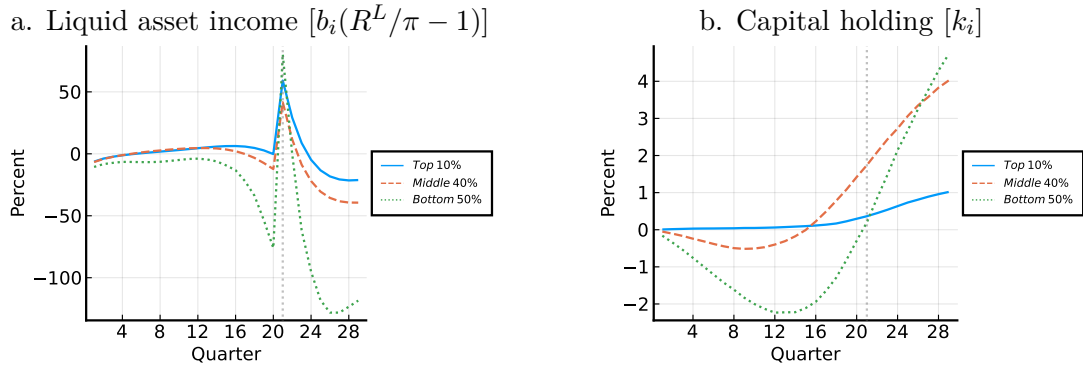 a. Liquid asset income [b_i(R^L/π − 1)]
50
0
−50
−100
4 8 12 16 20 24 28
Quarter
Percent
Top 10%
Middle 40%
Bottom 50%
b. Capital holding [k_i]
4
3
2
1
0
−1
−2
4 8 12 16 20 24 28
Quarter
Percent
Top 10%
Middle 40%
Bottom 50%